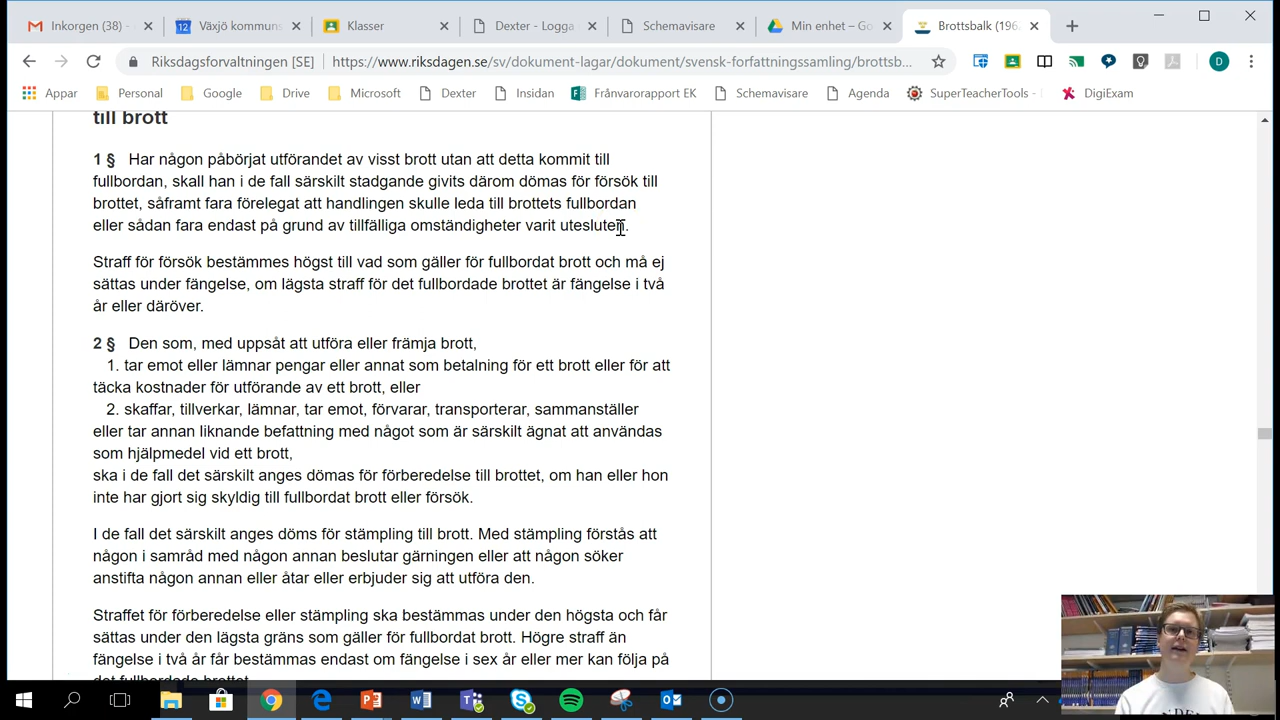 Inkorgen (38) -
Växjö kommuns
Klasser
Dexter - Logga
Schemavisare
Min enhet – Go
Brottsbalk (196
Riksdagsforvaltningen [SE]
https://www.riksdagen.se/sv/dokument-lagar/dokument/svensk-forfattningssamling/brottsb...
D
Appar
Personal
Google
Drive
Microsoft
Dexter
Insidan
Frånvarorapport EK
Schemavisare
Agenda
SuperTeacherTools -
DigiExam
till brott
1 § Har någon påbörjat utförandet av visst brott utan att detta kommit till
fullbordan, skall han i de fall särskilt stadgande givits därom dömas för försök till
brottet, såframt fara förelegat att handlingen skulle leda till brottets fullbordan
eller sådan fara endast på grund av tillfälliga omständigheter varit utesluten.
Straff för försök bestämmes högst till vad som gäller för fullbordat brott och må ej
sättas under fängelse, om lägsta straff för det fullbordade brottet är fängelse i två
år eller däröver.
2 § Den som, med uppsåt att utföra eller främja brott,
1. tar emot eller lämnar pengar eller annat som betalning för ett brott eller för att
täcka kostnader för utförande av ett brott, eller
2. skaffar, tillverkar, lämnar, tar emot, förvarar, transporterar, sammanställer
eller tar annan liknande befattning med något som är särskilt ägnat att användas
som hjälpmedel vid ett brott,
ska i de fall det särskilt anges dömas för förberedelse till brottet, om han eller hon
inte har gjort sig skyldig till fullbordat brott eller försök.
I de fall det särskilt anges döms för stämpling till brott. Med stämpling förstås att
någon i samråd med någon annan beslutar gärningen eller att någon söker
anstifta någon annan eller åtar eller erbjuder sig att utföra den.
Straffet för förberedelse eller stämpling ska bestämmas under den högsta och får
sättas under den lägsta gräns som gäller för fullbordat brott. Högre straff än
fängelse i två år får bestämmas endast om fängelse i sex år eller mer kan följa på
det fullbordade brottet